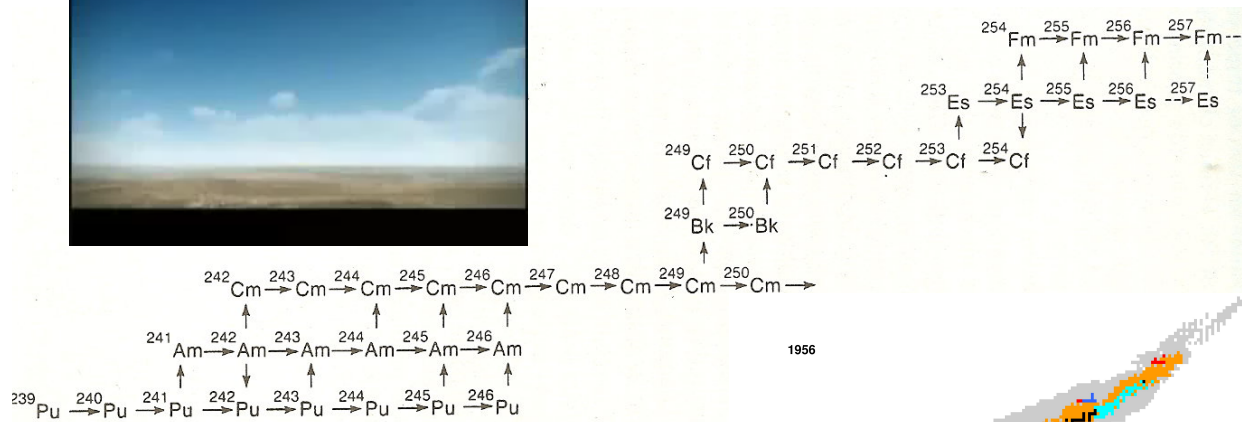 254Fm 255Fm 256Fm 257Fm
253Es 254Es 255Es 256Es 257Es
249Cf 250Cf 251Cf 252Cf 253Cf 254Cf
249Bk 250Bk
242Cm 243Cm 244Cm 245Cm 246Cm 247Cm 248Cm 249Cm 250Cm
241Am 242Am 243Am 244Am 245Am 246Am
1956
239Pu 240Pu 241Pu 242Pu 243Pu 244Pu 245Pu 246Pu